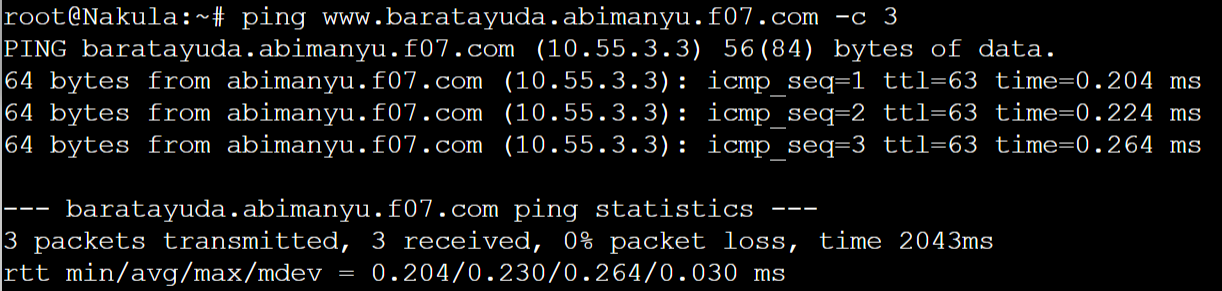 root@Nakula:~# ping www.baratayuda.abimanyu.f07.com -c 3
PING baratayuda.abimanyu.f07.com (10.55.3.3) 56(84) bytes of data.
64 bytes from abimanyu.f07.com (10.55.3.3): icmp_seq=1 ttl=63 time=0.204 ms
64 bytes from abimanyu.f07.com (10.55.3.3): icmp_seq=2 ttl=63 time=0.224 ms
64 bytes from abimanyu.f07.com (10.55.3.3): icmp_seq=3 ttl=63 time=0.264 ms
--- baratayuda.abimanyu.f07.com ping statistics ---
3 packets transmitted, 3 received, 0% packet loss, time 2043ms
rtt min/avg/max/mdev = 0.204/0.230/0.264/0.030 ms